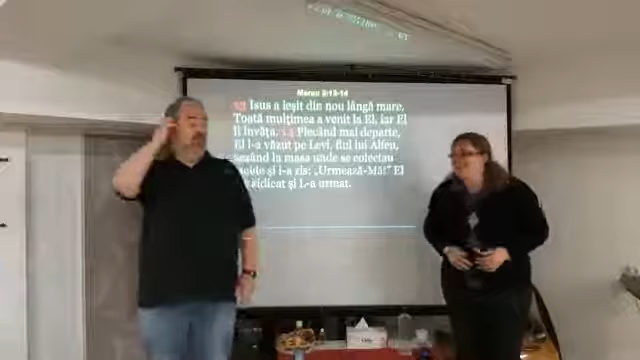 Marcu 2:13-14
13 Isus a ieșit din nou lângă mare.
Toată mulțimea a venit la El, iar El
îi învăța. 14 Plecând mai departe,
El l-a văzut pe Levi, fiul lui Alfeu,
șezând la masa unde se colectau
și i-a zis: „Urmează-Mă!” El
ridicat și L-a urmat.